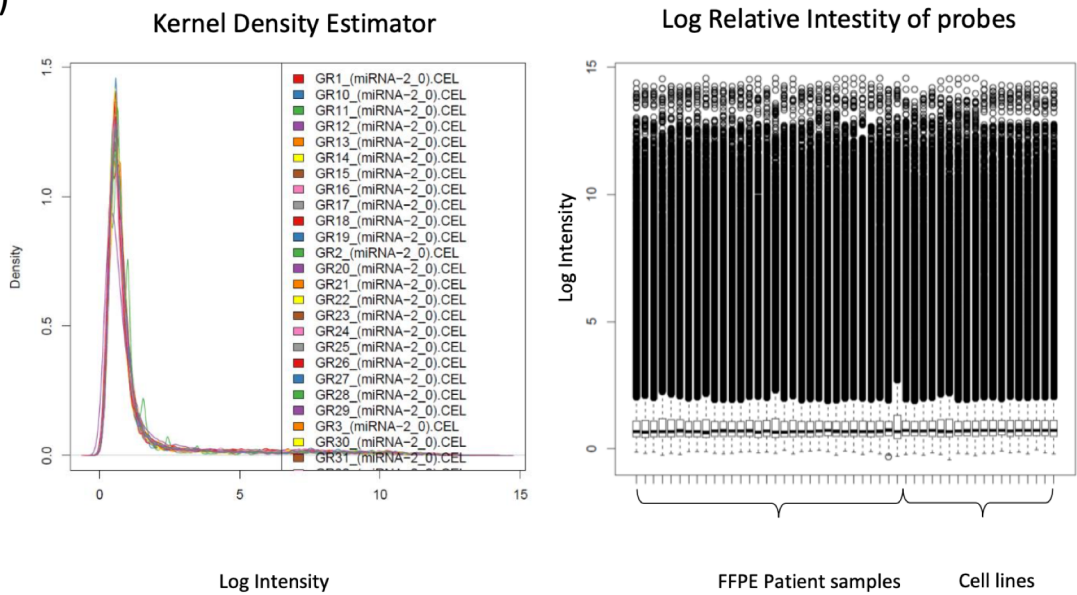 )
Kernel Density Estimator
Log Relative Intestity of probes
1.5
1.0
0.5
0.0
Density
0
5
10
15
GR1_(miRNA−2_0).CEL
GR10_(miRNA−2_0).CEL
GR11_(miRNA−2_0).CEL
GR12_(miRNA−2_0).CEL
GR13_(miRNA−2_0).CEL
GR14_(miRNA−2_0).CEL
GR15_(miRNA−2_0).CEL
GR16_(miRNA−2_0).CEL
GR17_(miRNA−2_0).CEL
GR18_(miRNA−2_0).CEL
GR19_(miRNA−2_0).CEL
GR2_(miRNA−2_0).CEL
GR20_(miRNA−2_0).CEL
GR21_(miRNA−2_0).CEL
GR22_(miRNA−2_0).CEL
GR23_(miRNA−2_0).CEL
GR24_(miRNA−2_0).CEL
GR25_(miRNA−2_0).CEL
GR26_(miRNA−2_0).CEL
GR27_(miRNA−2_0).CEL
GR28_(miRNA−2_0).CEL
GR29_(miRNA−2_0).CEL
GR3_(miRNA−2_0).CEL
GR30_(miRNA−2_0).CEL
GR31_(miRNA−2_0).CEL
Log Intensity
15
10
5
0
Log Intensity
FFPE Patient samples
Cell lines